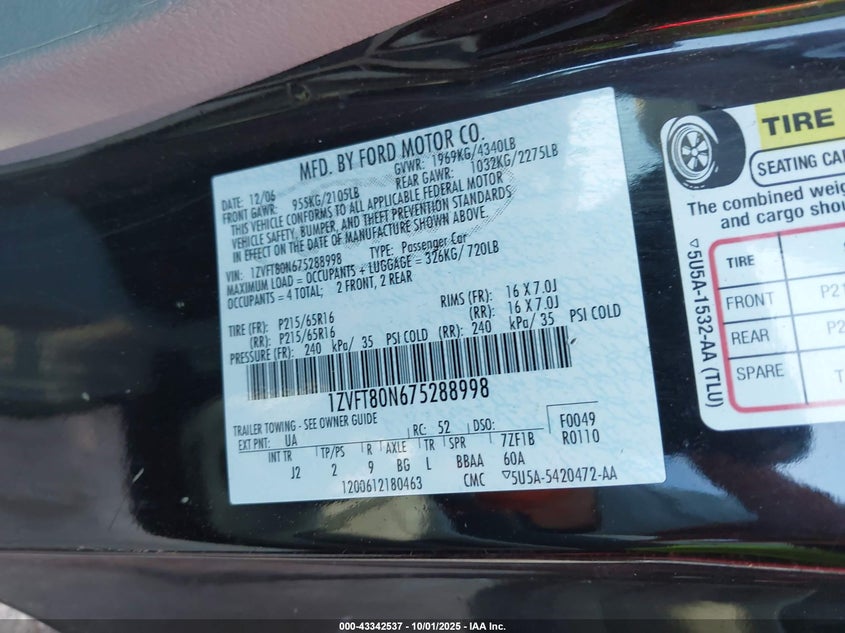 MFD. BY FORD MOTOR CO.
DATE: 12/06 GVWR: 1969KG/4340LB
FRONT GAWR: 955KG/2105LB REAR GAWR: 1032KG/2275LB
THIS VEHICLE CONFORMS TO ALL APPLICABLE FEDERAL MOTOR
VEHICLE SAFETY, BUMPER, AND THEFT PREVENTION STANDARDS
IN EFFECT ON THE DATE OF MANUFACTURE SHOWN ABOVE.
VIN: 1ZVFT80N675288998 TYPE: Passenger Car
MAXIMUM LOAD = OCCUPANTS + LUGGAGE = 326KG/ 720LB
OCCUPANTS = 4 TOTAL; 2 FRONT, 2 REAR
TIRE (FR): P215/65R16 RIMS (FR): 16 X 7.0J
(RR): P215/65R16 (RR): 16 X 7.0J
PRESSURE (FR): 240 kPa/ 35 PSI COLD (RR): 240 kPa/ 35 PSI COLD
1ZVFT80N675288998
TRAILER TOWING - SEE OWNER GUIDE
EXT PNT: UA RC: 52 DSO: F0049
INT TR TP/PS R AXLE TR SPR 7ZF1B R0110
J2 2 9 BG L BBAA 60A
1200612180463 CMC ▽5U5A-5420472-AA
TIRE
SEATING CA
The combined weig
and cargo shou
TIRE
FRONT P21
REAR P2
SPARE T
▽5U5A-1532-AA (TLU)
000-43342537 - 10/01/2025 - IAA Inc.